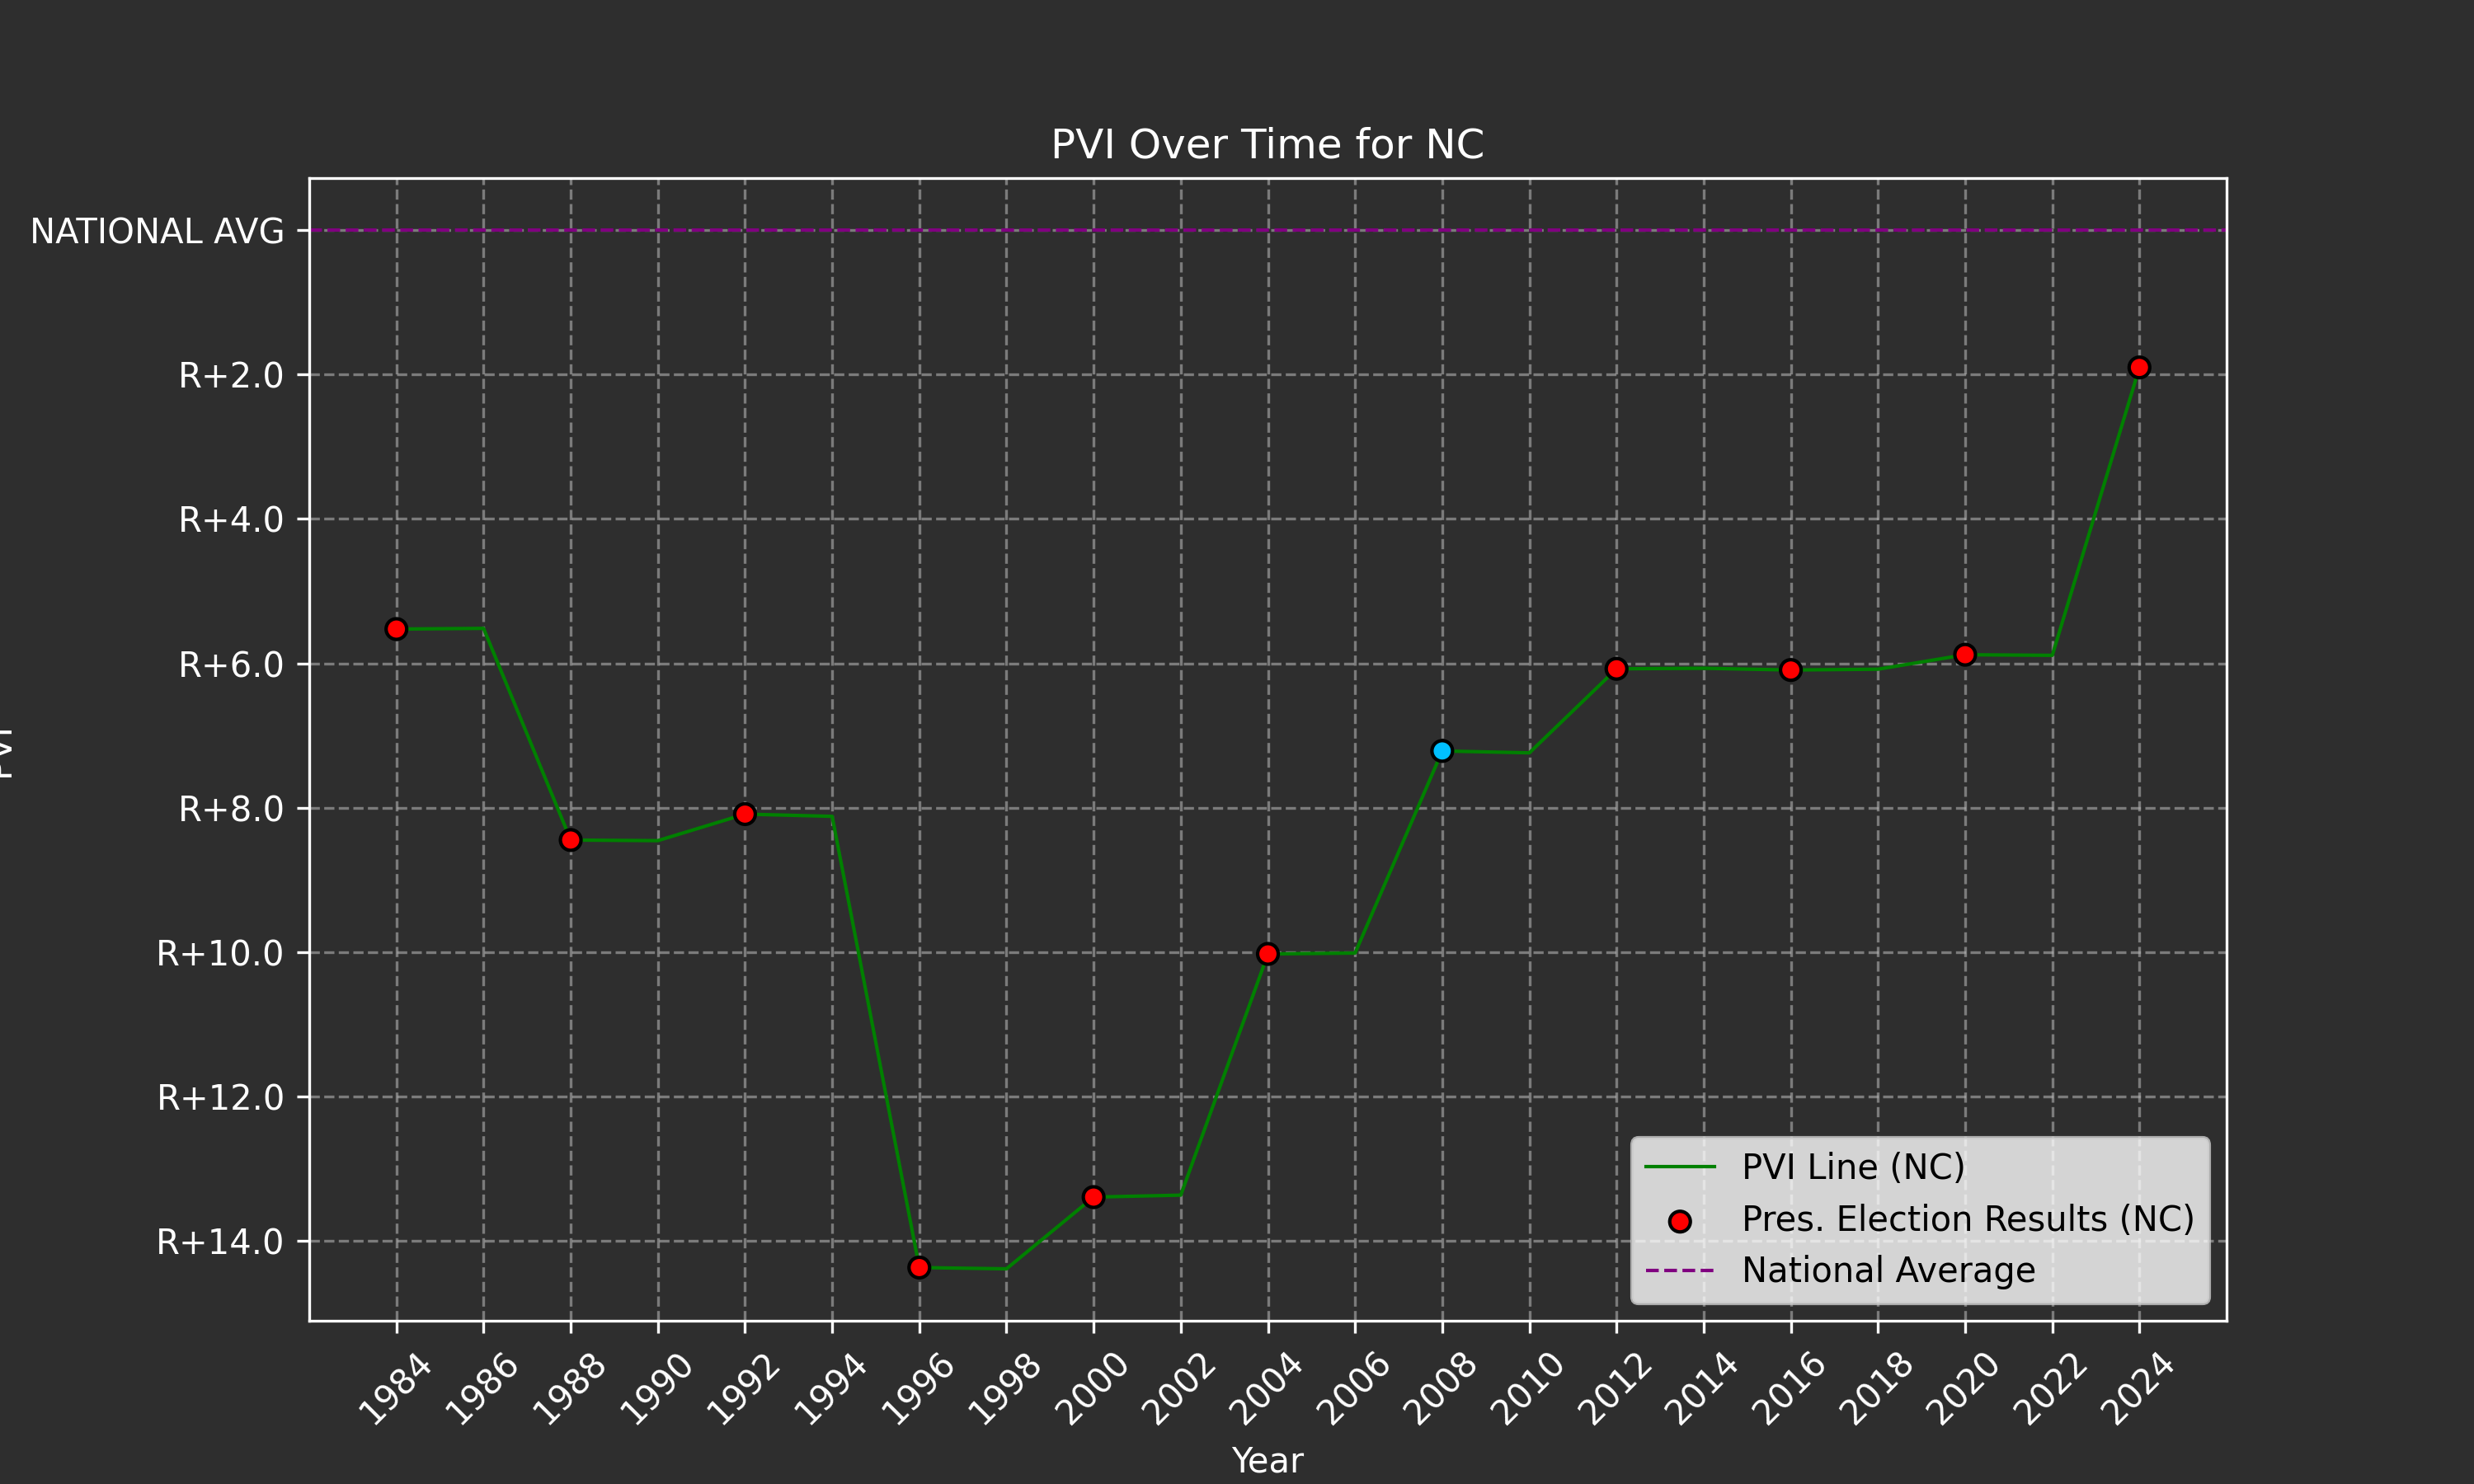 PVI Over Time for NC
NATIONAL AVG
R+2.0
R+4.0
R+6.0
R+8.0
R+10.0
R+12.0
R+14.0
PVI
PVI Line (NC)
Pres. Election Results (NC)
National Average
1984 1986 1988 1990 1992 1994 1996 1998 2000 2002 2004 2006 2008 2010 2012 2014 2016 2018 2020 2022 2024
Year